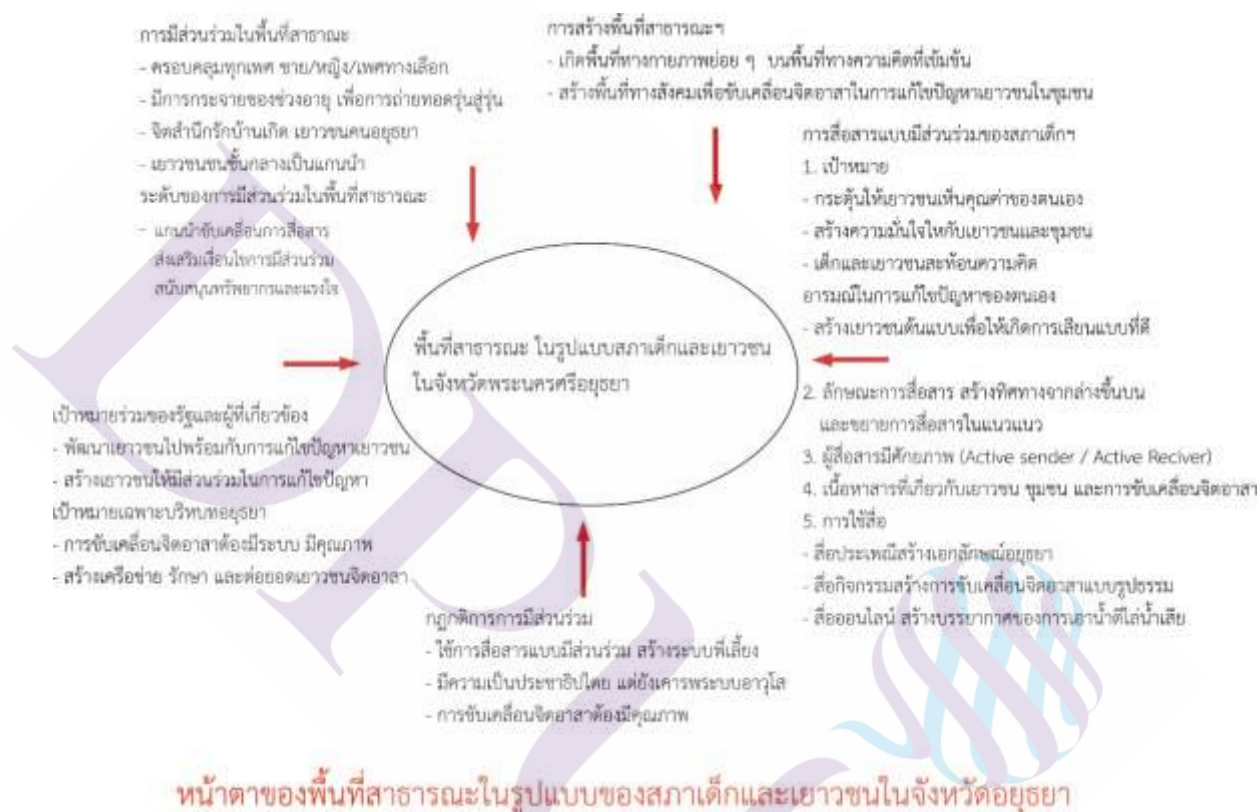 การมีส่วนร่วมในพื้นที่สาธาณะ
- ครอบคลุมทุกเพศ ชาย/หญิง/เพศทางเลือก
- มีการกระจายของช่วงอายุ เพื่อการถ่ายทอดรุ่นสู่รุ่น
- จิตสำนึกรักบ้านเกิด เยาวชนคนอยุธยา
- เยาวชนชนชั้นกลางเป็นแกนนำ
ระดับของการมีส่วนร่วมในพื้นที่สาธารณะ
- แกนนำขับเคลื่อนการสื่อสาร
ส่งเสริมเงื่อนไขการมีส่วนร่วม
สนับสนุนทรัพยากรและแรงใจ
การสร้างพื้นที่สาธารณะฯ
- เกิดพื้นที่ทางกายภาพย่อย ๆ บนพื้นที่ทางความคิดที่เข้มข้น
- สร้างพื้นที่ทางสังคมเพื่อขับเคลื่อนจิตอาสาในการแก้ไขปัญหาเยาวชนในชุมชน
การสื่อสารแบบมีส่วนร่วมของสภาเด็กฯ
1. เป้าหมาย
- กระตุ้นให้เยาวชนเห็นคุณค่าของตนเอง
- สร้างความมั่นใจให้กับเยาวชนและชุมชน
- เด็กและเยาวชนสะท้อนความคิด
อารมณ์ในการแก้ไขปัญหาของตนเอง
- สร้างเยาวชนต้นแบบเพื่อให้เกิดการเลียนแบบที่ดี
2. ลักษณะการสื่อสาร สร้างทิศทางจากล่างขึ้นบน
และขยายการสื่อสารในแนวแนว
3. ผู้สื่อสารมีศักยภาพ (Active sender / Active Reciver)
4. เนื้อหาสารที่เกี่ยวกับเยาวชน ชุมชน และการขับเคลื่อนจิตอาสา
5. การใช้สื่อ
- สื่อประเพณีสร้างเอกลักษณ์อยุธยา
- สื่อกิจกรรมสร้างการขับเคลื่อนจิตอาสาแบบรูปธรรม
- สื่อออนไลน์ สร้างบรรยากาศของการเอาน้ำดีไล่น้ำเสีย
พื้นที่สาธารณะ ในรูปแบบสภาเด็กและเยาวชน
ในจังหวัดพระนครศรีอยุธยา
เป้าหมายร่วมของรัฐและผู้ที่เกี่ยวข้อง
- พัฒนาเยาวชนไปพร้อมกับการแก้ไขปัญหาเยาวชน
- สร้างเยาวชนให้มีส่วนร่วมในการแก้ไขปัญหา
เป้าหมายเฉพาะบริบทอยุธยา
- การขับเคลื่อนจิตอาสาต้องมีระบบ มีคุณภาพ
- สร้างเครือข่าย รักษา และต่อยอดเยาวชนจิตอาสา
กฎกติการการมีส่วนร่วม
- ใช้การสื่อสารแบบมีส่วนร่วม สร้างระบบพี่เลี้ยง
- มีความเป็นประชาธิปไตย แต่ยังเคารพระบบอาวุโส
- การขับเคลื่อนจิตอาสาต้องมีคุณภาพ
หน้าตาของพื้นที่สาธารณะในรูปแบบของสภาเด็กและเยาวชนในจังหวัดอยุธยา